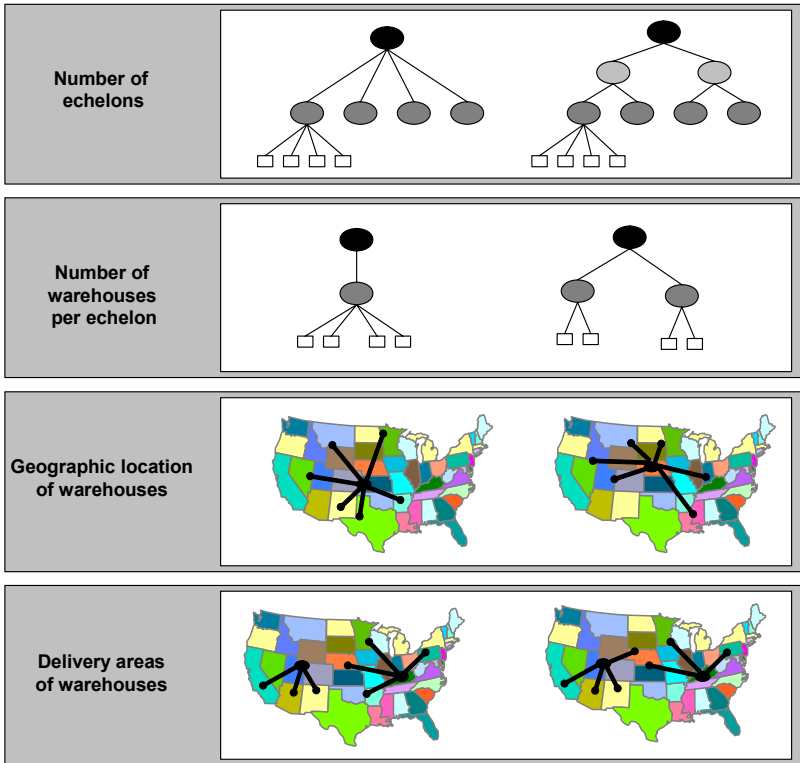 Number of
echelons
Number of
warehouses
per echelon
Geographic location
of warehouses
Delivery areas
of warehouses